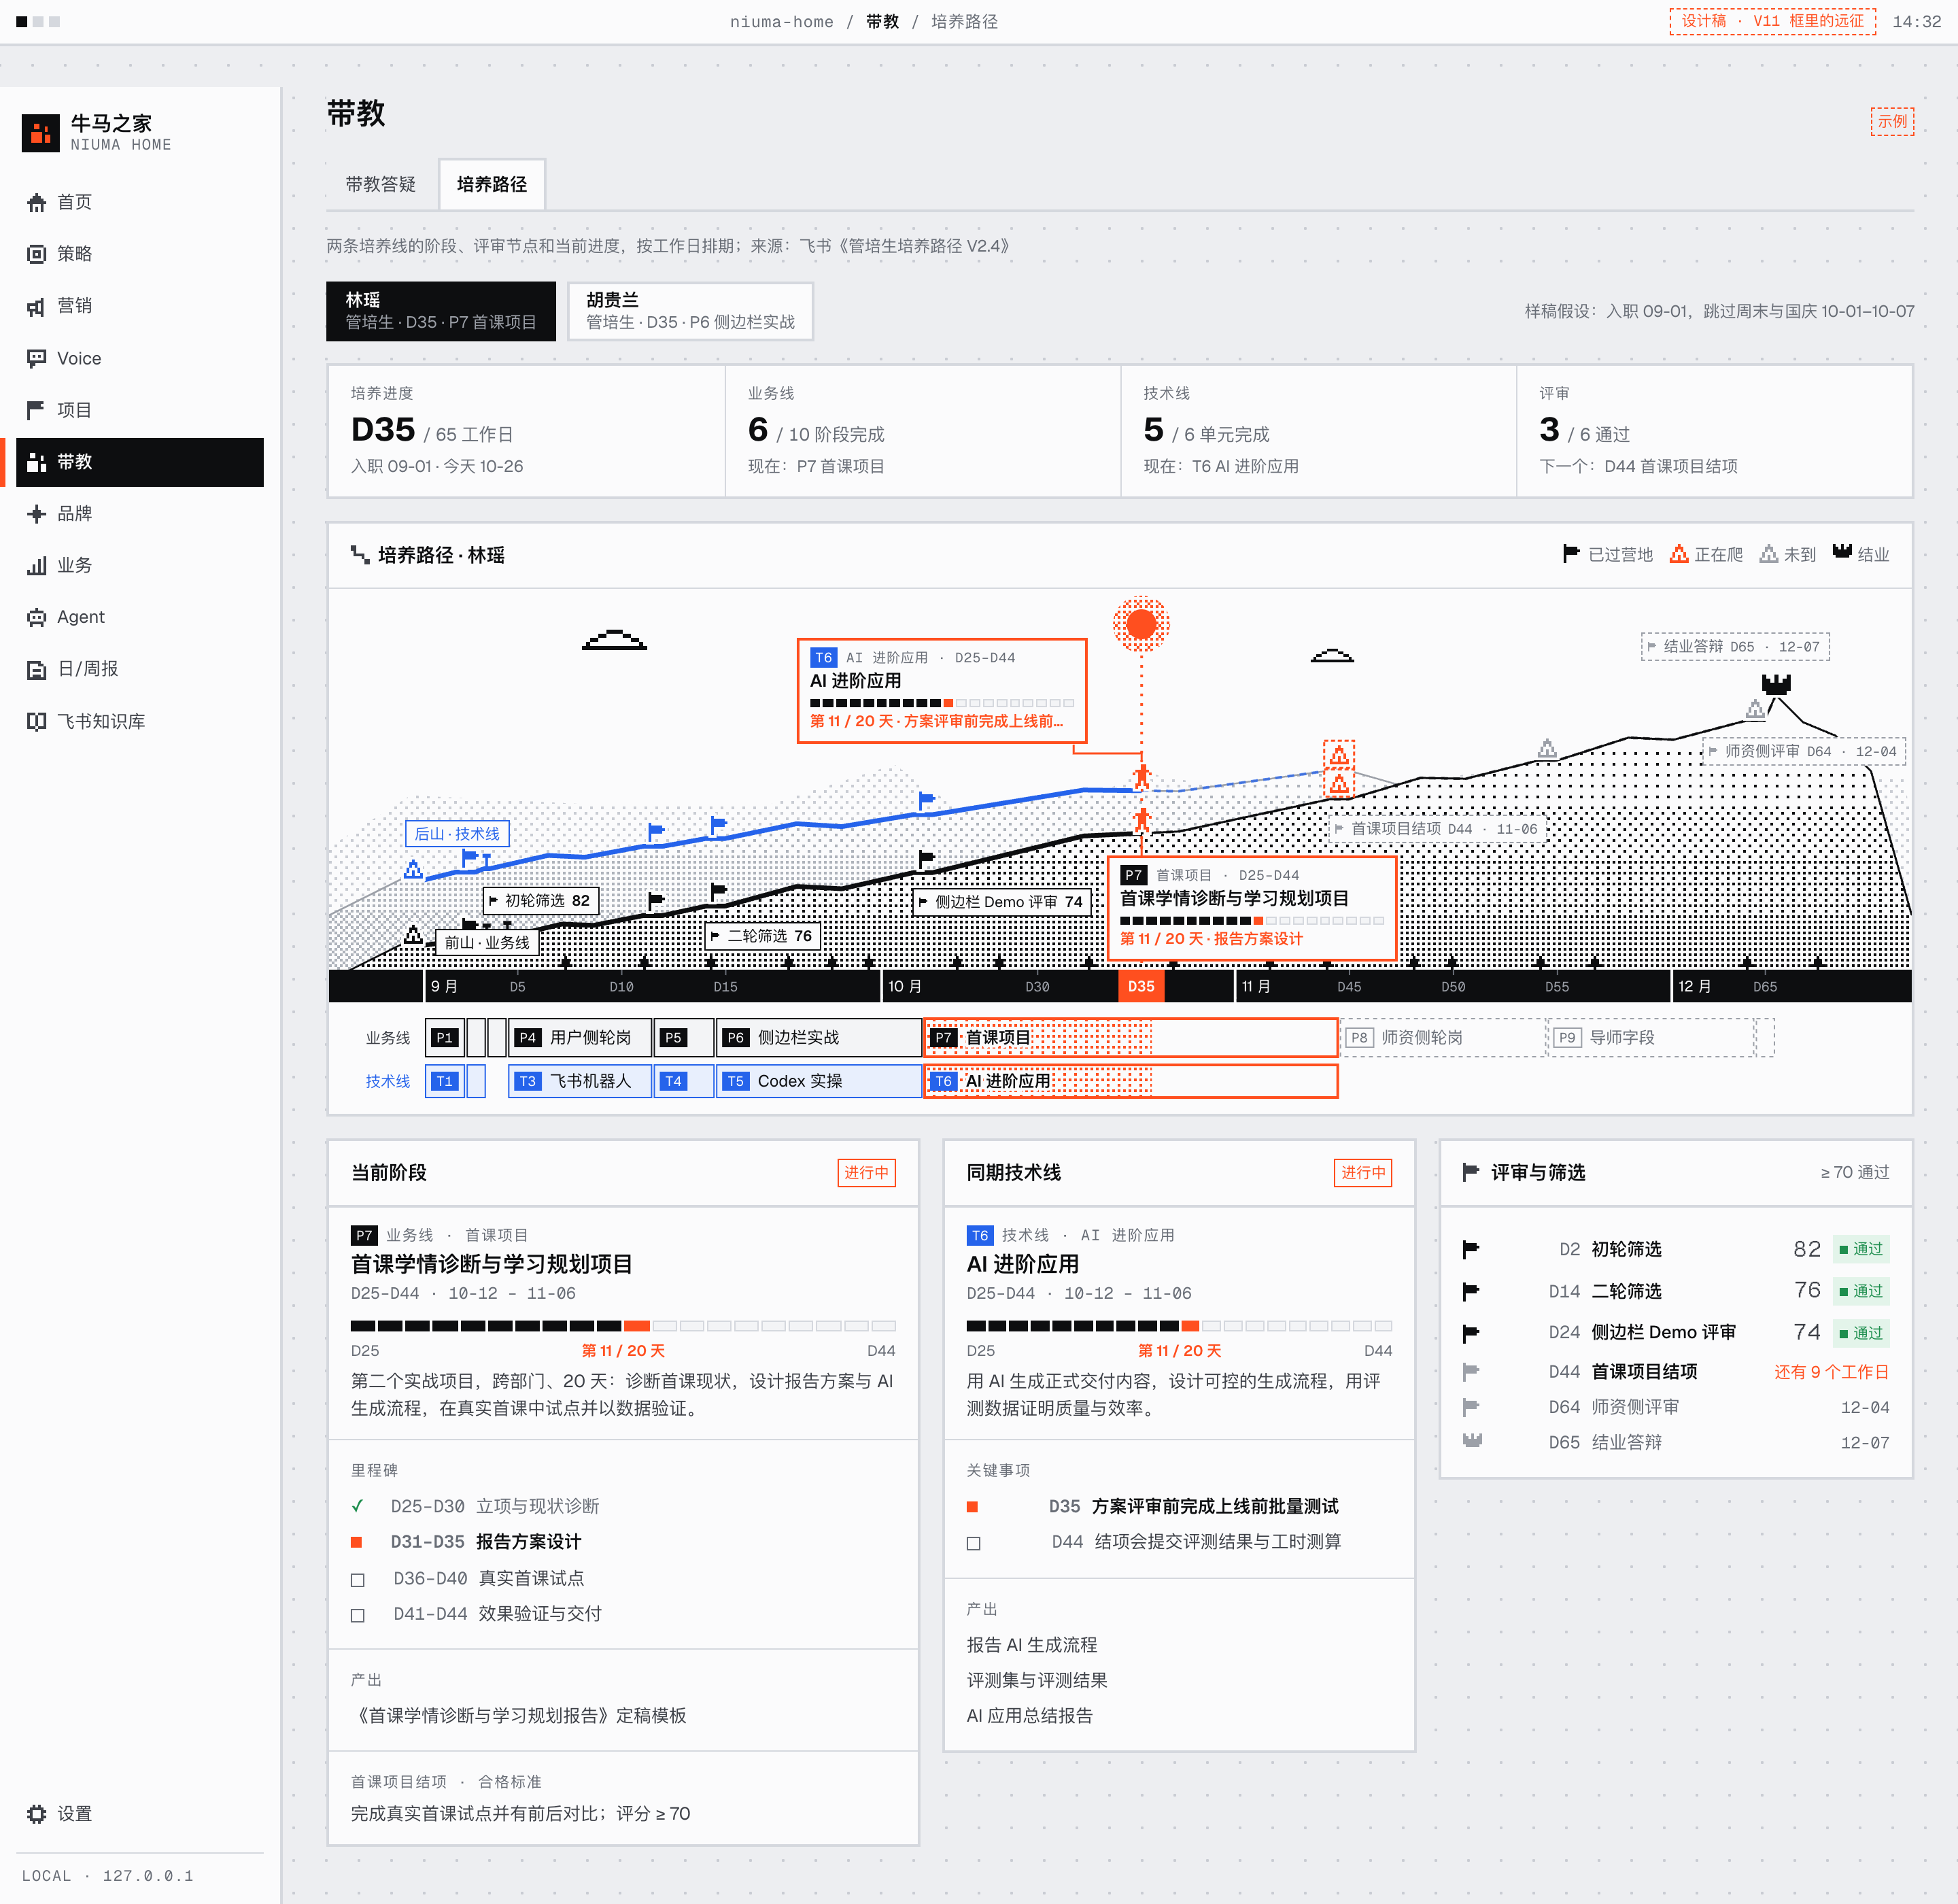 niuma-home / 带教 / 培养路径
设计稿 · V11 框里的远征
14:32
牛马之家
NIUMA HOME
首页
策略
营销
Voice
项目
带教
品牌
业务
Agent
日/周报
飞书知识库
设置
LOCAL · 127.0.0.1
带教
示例
带教答疑
培养路径
两条培养线的阶段、评审节点和当前进度，按工作日排期；来源：飞书《管培生培养路径 V2.4》
林瑶
管培生 · D35 · P7 首课项目
胡贵兰
管培生 · D35 · P6 侧边栏实战
样稿假设：入职 09-01，跳过周末与国庆 10-01–10-07
培养进度
D35 / 65 工作日
入职 09-01 · 今天 10-26
业务线
6 / 10 阶段完成
现在：P7 首课项目
技术线
5 / 6 单元完成
现在：T6 AI 进阶应用
评审
3 / 6 通过
下一个：D44 首课项目结项
培养路径 · 林瑶
已过营地
正在爬
未到
结业
T6 AI 进阶应用 · D25–D44
AI 进阶应用
第 11 / 20 天 · 方案评审前完成上线前...
结业答辩 D65 · 12-07
师资侧评审 D64 · 12-04
后山 · 技术线
初轮筛选 82
前山 · 业务线
二轮筛选 76
侧边栏 Demo 评审 74
首课项目结项 D44 · 11-06
P7 首课项目 · D25–D44
首课学情诊断与学习规划项目
第 11 / 20 天 · 报告方案设计
9 月 D5 D10 D15 10 月 D30 D35 11 月 D45 D50 D55 12 月 D65
业务线 P1 P4 用户侧轮岗 P5 P6 侧边栏实战 P7 首课项目 P8 师资侧轮岗 P9 导师字段
技术线 T1 T3 飞书机器人 T4 T5 Codex 实操 T6 AI 进阶应用
当前阶段
进行中
P7 业务线 · 首课项目
首课学情诊断与学习规划项目
D25–D44 · 10-12 – 11-06
D25 第 11 / 20 天 D44
第二个实战项目，跨部门、20 天：诊断首课现状，设计报告方案与 AI
生成流程，在真实首课中试点并以数据验证。
里程碑
D25–D30 立项与现状诊断
D31–D35 报告方案设计
D36–D40 真实首课试点
D41–D44 效果验证与交付
产出
《首课学情诊断与学习规划报告》定稿模板
首课项目结项 · 合格标准
完成真实首课试点并有前后对比；评分 ≥ 70
同期技术线
进行中
T6 技术线 · AI 进阶应用
AI 进阶应用
D25–D44 · 10-12 – 11-06
D25 第 11 / 20 天 D44
用 AI 生成正式交付内容，设计可控的生成流程，用评
测数据证明质量与效率。
关键事项
D35 方案评审前完成上线前批量测试
D44 结项会提交评测结果与工时测算
产出
报告 AI 生成流程
评测集与评测结果
AI 应用总结报告
评审与筛选
≥ 70 通过
D2 初轮筛选 82 通过
D14 二轮筛选 76 通过
D24 侧边栏 Demo 评审 74 通过
D44 首课项目结项 还有 9 个工作日
D64 师资侧评审 12-04
D65 结业答辩 12-07